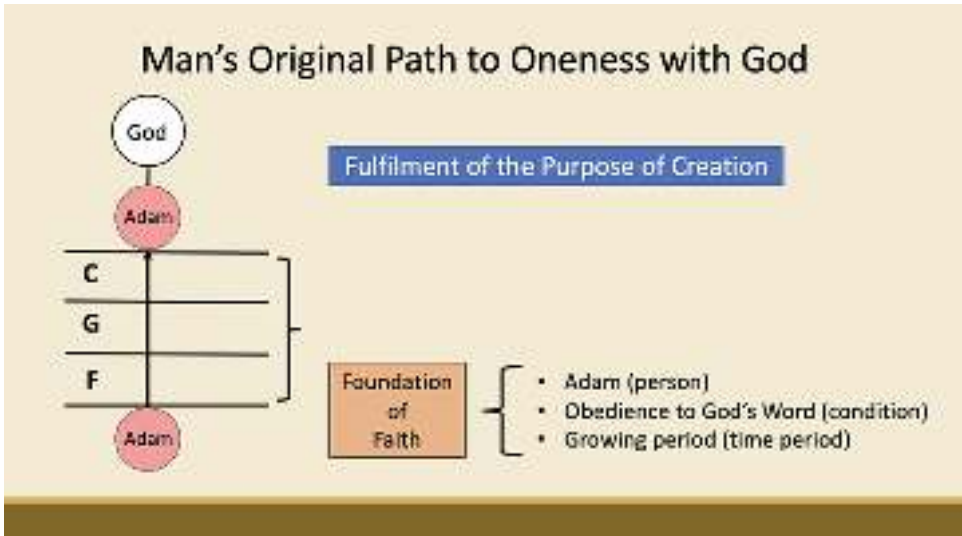 Man's Original Path to Oneness with God
God
Fulfilment of the Purpose of Creation
Adam
C
G
F
Foundation
of
Faith
• Adam (person)
• Obedience to God's Word (condition)
• Growing period (time period)
Adam